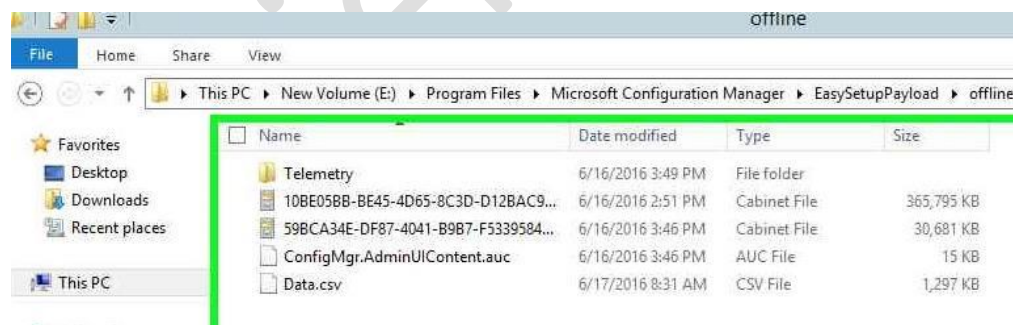 offline
File Home Share View
This PC New Volume (E:) Program Files Microsoft Configuration Manager EasySetupPayload offline
Favorites
Desktop
Downloads
Recent places
This PC
Name Date modified Type Size
Telemetry 6/16/2016 3:49 PM File folder
10BE05BB-BE45-4D65-8C3D-D12BAC9... 6/16/2016 2:51 PM Cabinet File 365,795 KB
59BCA34E-DF87-4041-B9B7-F5339584... 6/16/2016 3:46 PM Cabinet File 30,681 KB
ConfigMgr.AdminUIContent.auc 6/16/2016 3:46 PM AUC File 15 KB
Data.csv 6/17/2016 8:31 AM CSV File 1,297 KB